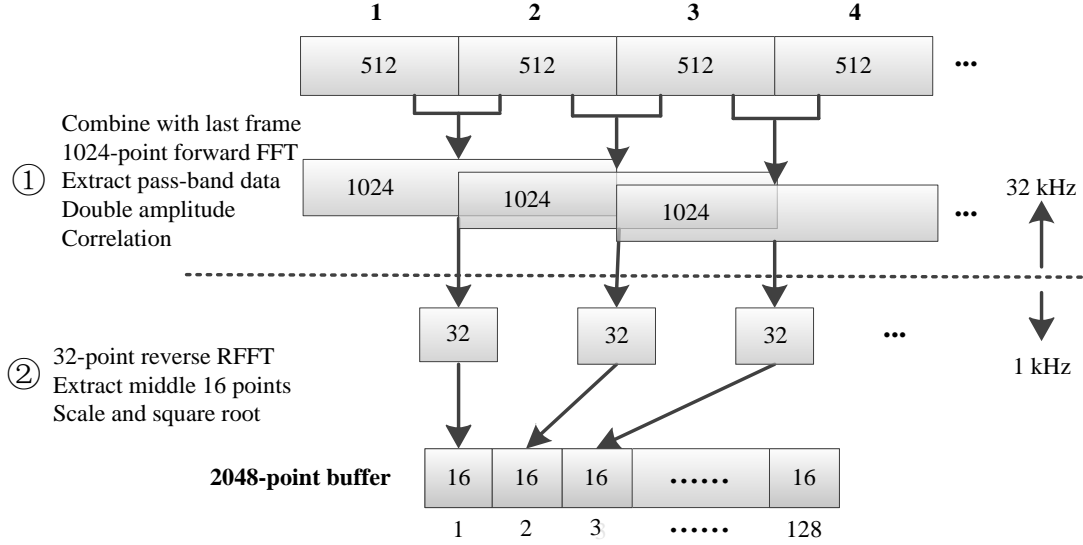 1 2 3 4
512 512 512 512 ...
Combine with last frame
1024-point forward FFT
① Extract pass-band data
Double amplitude
Correlation
1024 1024 1024 ...
32 kHz
32 32 32 ...
1 kHz
② 32-point reverse RFFT
Extract middle 16 points
Scale and square root
2048-point buffer 16 16 16 ...... 16
1 2 3 ...... 128